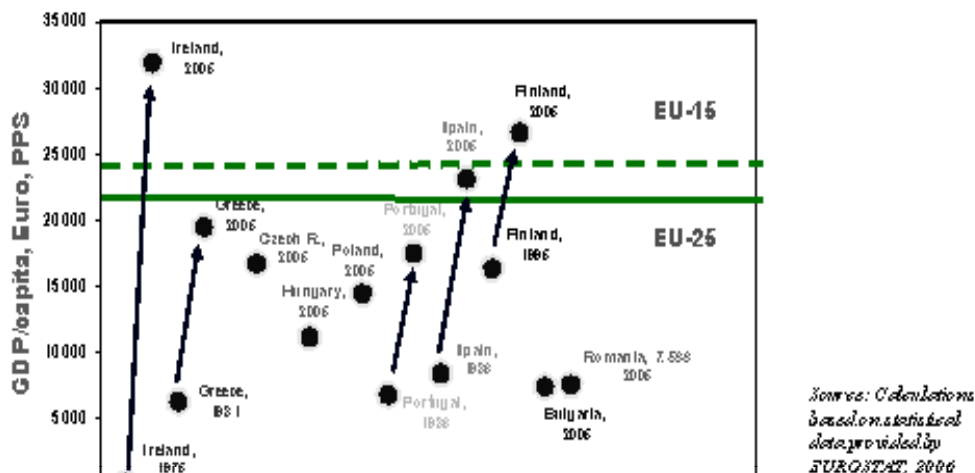 35000
30000
25000
20000
15000
10000
5000
GDP/capita, Euro, PPS
Ireland,
2006
Finland,
2006
EU-15
Spain,
2006
Greece,
2006
Portugal,
2006
EU-25
Czech R.,
2006
Poland,
2006
Finland,
1996
Hungary,
2006
Greece,
1981
Portugal,
Spain,
Romania,
2006
Bulgaria,
2006
Ireland,
Source: Calculations
based on statistical
data provided by
EUROSTAT, 2006